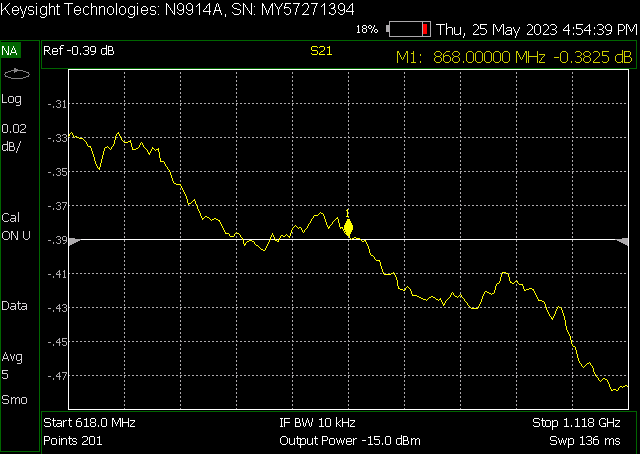 Keysight Technologies: N9914A, SN: MY57271394
18% Thu, 25 May 2023 4:54:39 PM
NA Ref -0.39 dB S21 M1: 868.00000 MHz -0.3825 dB
Log
0.02
dB/
Cal
ON U
Data
Avg
5
Smo
-.31
-.33
-.35
-.37
-.39
-.41
-.43
-.45
-.47
1
Start 618.0 MHz IF BW 10 kHz Stop 1.118 GHz
Points 201 Output Power -15.0 dBm Swp 136 ms